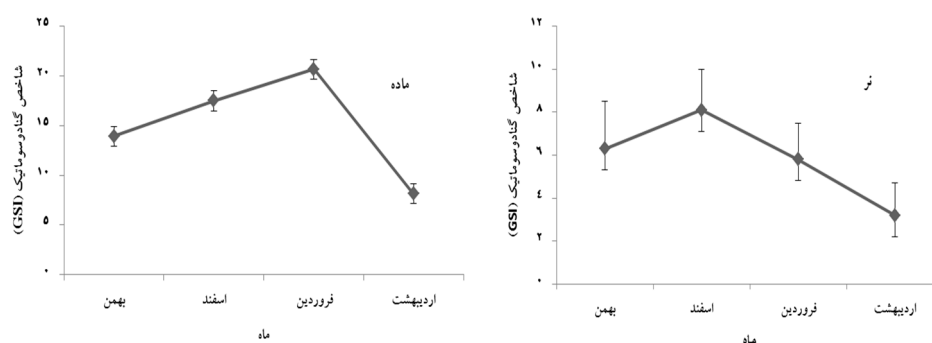 شاخص گنادوسوماتیک (GSI)
۲۵
۲۰
۱۵
۱۰
۵
۰
ماده
بهمن اسفند فروردین اردیبهشت
ماه
شاخص گنادوسوماتیک (GSI)
۱۲
۱۰
۸
۶
۴
۲
۰
نر
بهمن اسفند فروردین اردیبهشت
ماه